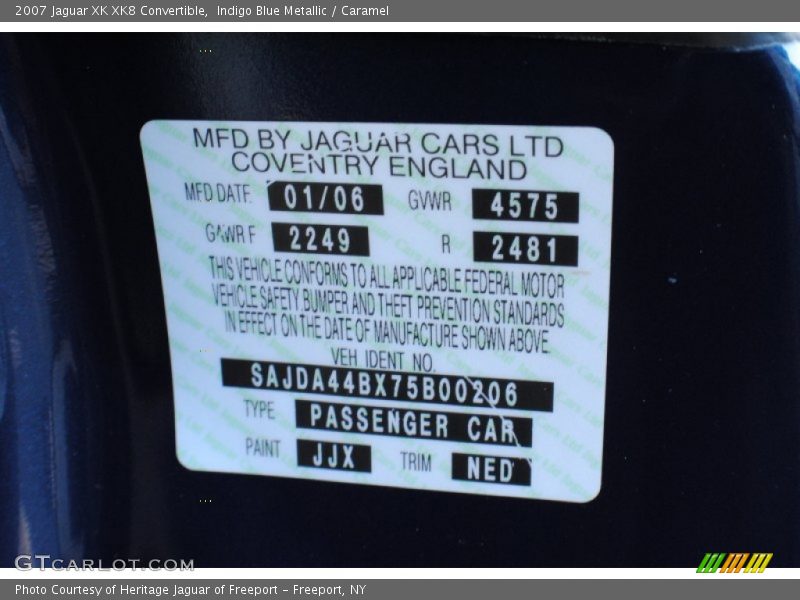 2007 Jaguar XK XK8 Convertible,  Indigo Blue Metallic / Caramel
MFD BY JAGUAR CARS LTD
COVENTRY ENGLAND
MFD DATE 01/06 GVWR 4575
GAWR F 2249 R 2481
THIS VEHICLE CONFORMS TO ALL APPLICABLE FEDERAL MOTOR
VEHICLE SAFETY BUMPER AND THEFT PREVENTION STANDARDS
IN EFFECT ON THE DATE OF MANUFACTURE SHOWN ABOVE.
VEH IDENT NO.
SAJDA44BX75B00206
TYPE PASSENGER CAR
PAINT JJX TRIM NED
GTCARLOT.COM
Photo Courtesy of Heritage Jaguar of Freeport – Freeport, NY